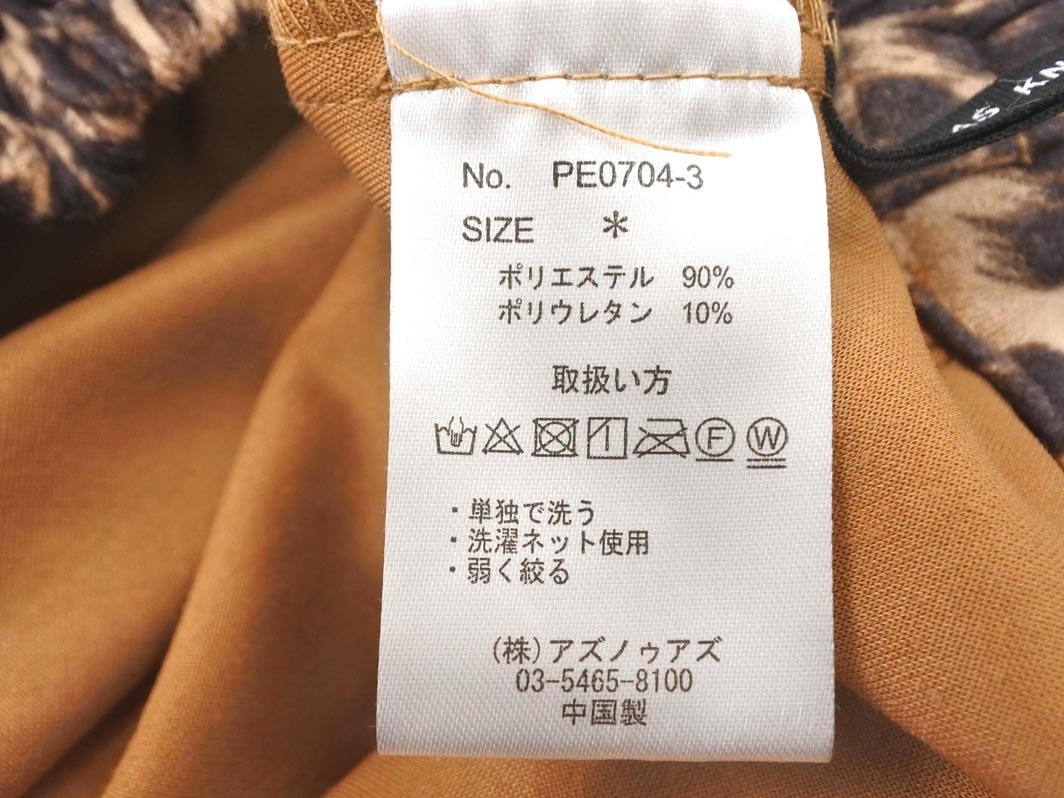 No. PE0704-3
SIZE *
ポリエステル 90%
ポリウレタン 10%
取扱い方
F W
・単独で洗う
・洗濯ネット使用
・弱く絞る
(株)アズノゥアズ
03-5465-8100
中国製
AS KN